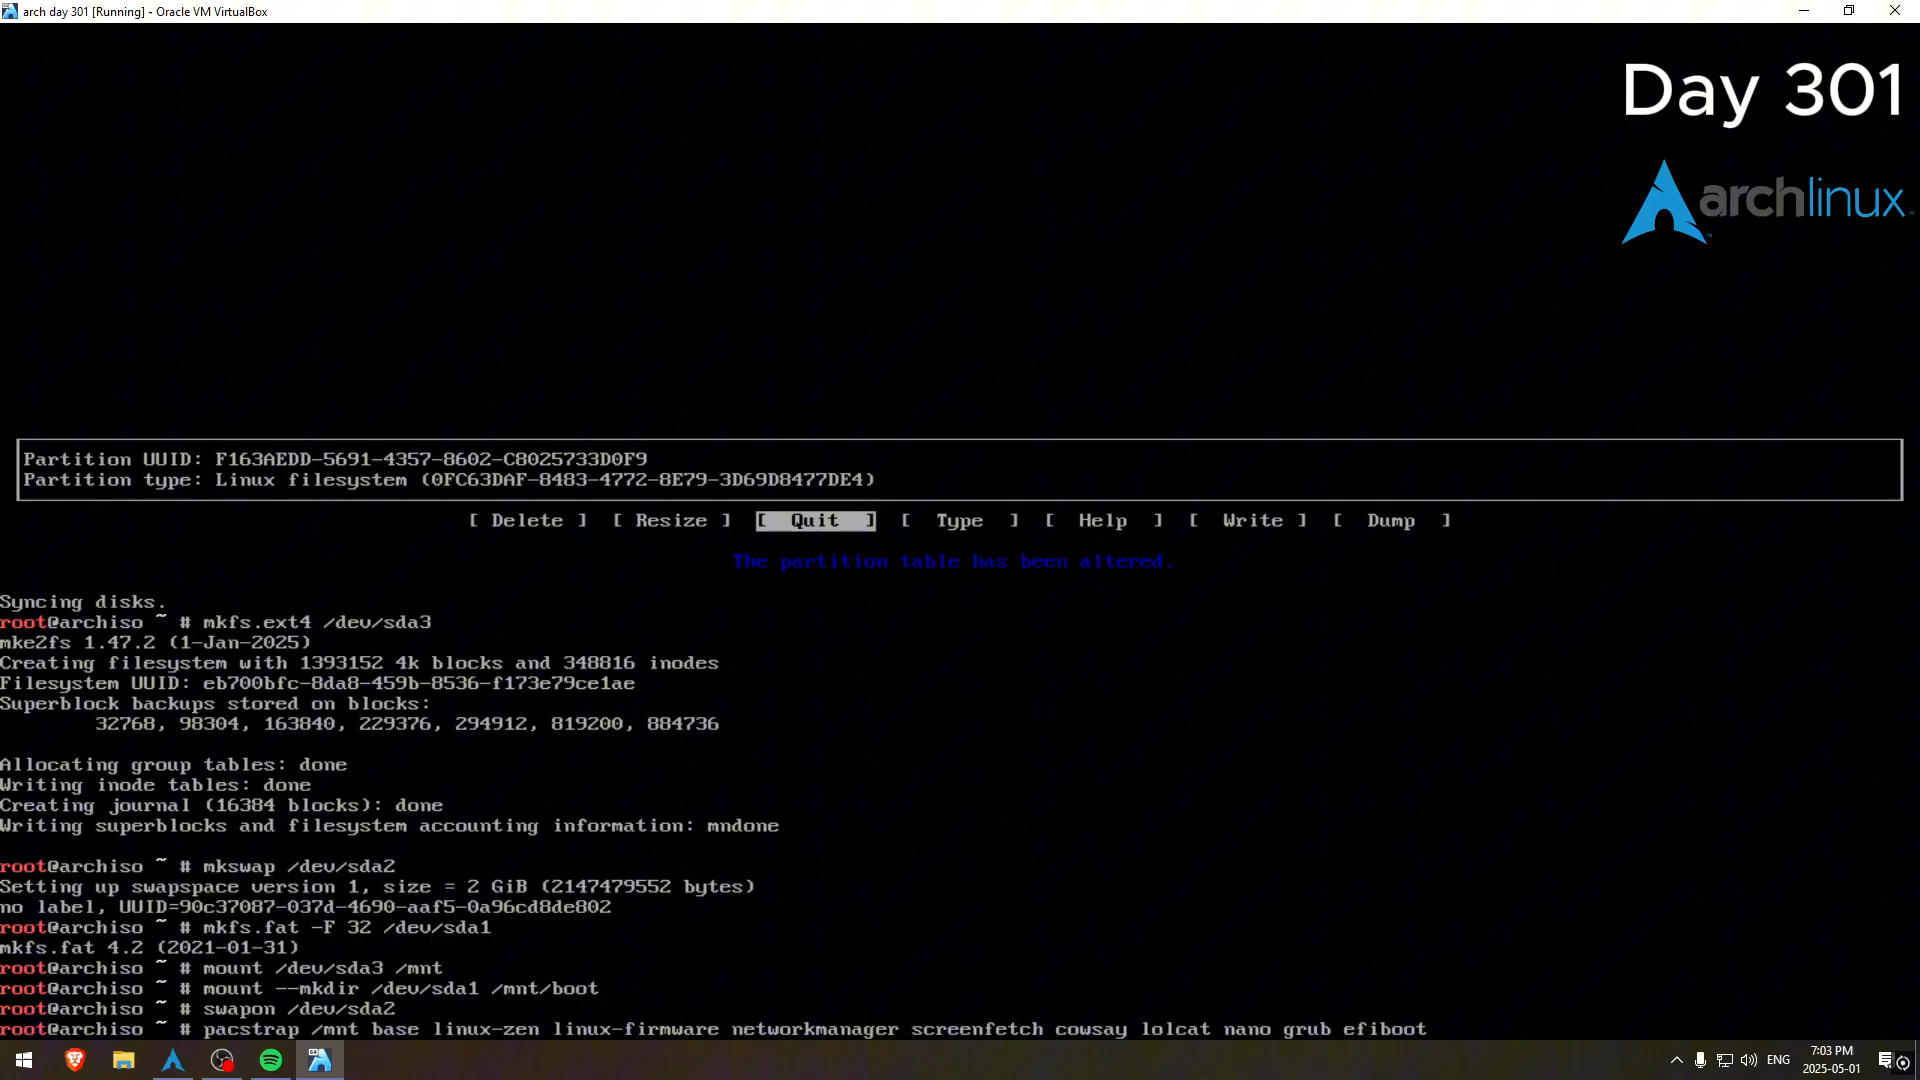 arch day 301 [Running] - Oracle VM VirtualBox
Day 301
archlinux
Partition UUID: F163AEDD-5691-4357-8602-C8025733D0F9
Partition type: Linux filesystem (0FC63DAF-8483-4772-8E79-3D69D8477DE4)
[ Delete ] [ Resize ] [ Quit ] [ Type ] [ Help ] [ Write ] [ Dump ]
The partition table has been altered.
Syncing disks.
root@archiso ~ # mkfs.ext4 /dev/sda3
mke2fs 1.47.2 (1-Jan-2025)
Creating filesystem with 1393152 4k blocks and 348816 inodes
Filesystem UUID: eb700bfc-8da8-459b-8536-f173e79ce1ae
Superblock backups stored on blocks:
32768, 98304, 163840, 229376, 294912, 819200, 884736
Allocating group tables: done
Writing inode tables: done
Creating journal (16384 blocks): done
Writing superblocks and filesystem accounting information: mndone
root@archiso ~ # mkswap /dev/sda2
Setting up swapspace version 1, size = 2 GiB (2147479552 bytes)
no label, UUID=90c37087-037d-4690-aaf5-0a96cd8de802
root@archiso ~ # mkfs.fat -F 32 /dev/sda1
mkfs.fat 4.2 (2021-01-31)
root@archiso ~ # mount /dev/sda3 /mnt
root@archiso ~ # mount --mkdir /dev/sda1 /mnt/boot
root@archiso ~ # swapon /dev/sda2
root@archiso ~ # pacstrap /mnt base linux-zen linux-firmware networkmanager screenfetch cowsay lolcat nano grub efiboot
ENG
7:03 PM
2025-05-01